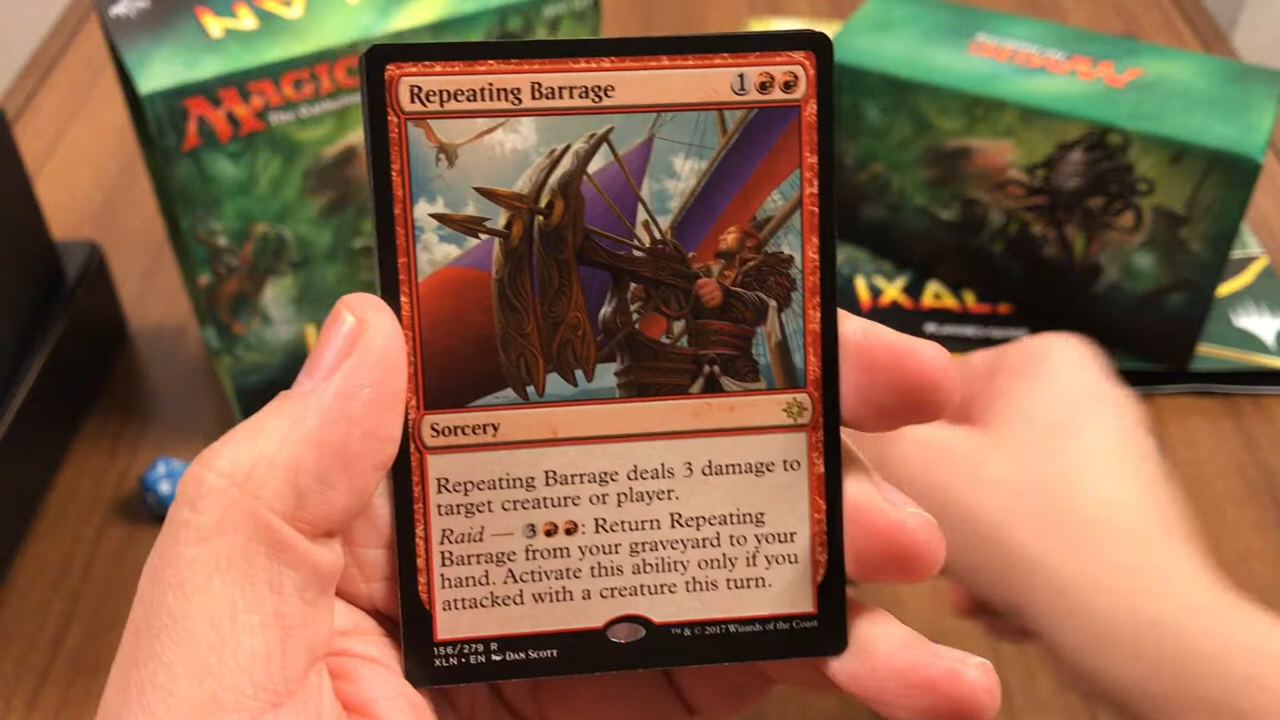 MAGIC
Repeating Barrage 1
Sorcery
Repeating Barrage deals 3 damage to
target creature or player.
Raid — 3: Return Repeating
Barrage from your graveyard to your
hand. Activate this ability only if you
attacked with a creature this turn.
156/279 R
XLN • EN DAN SCOTT
™ & © 2017 Wizards of the Coast